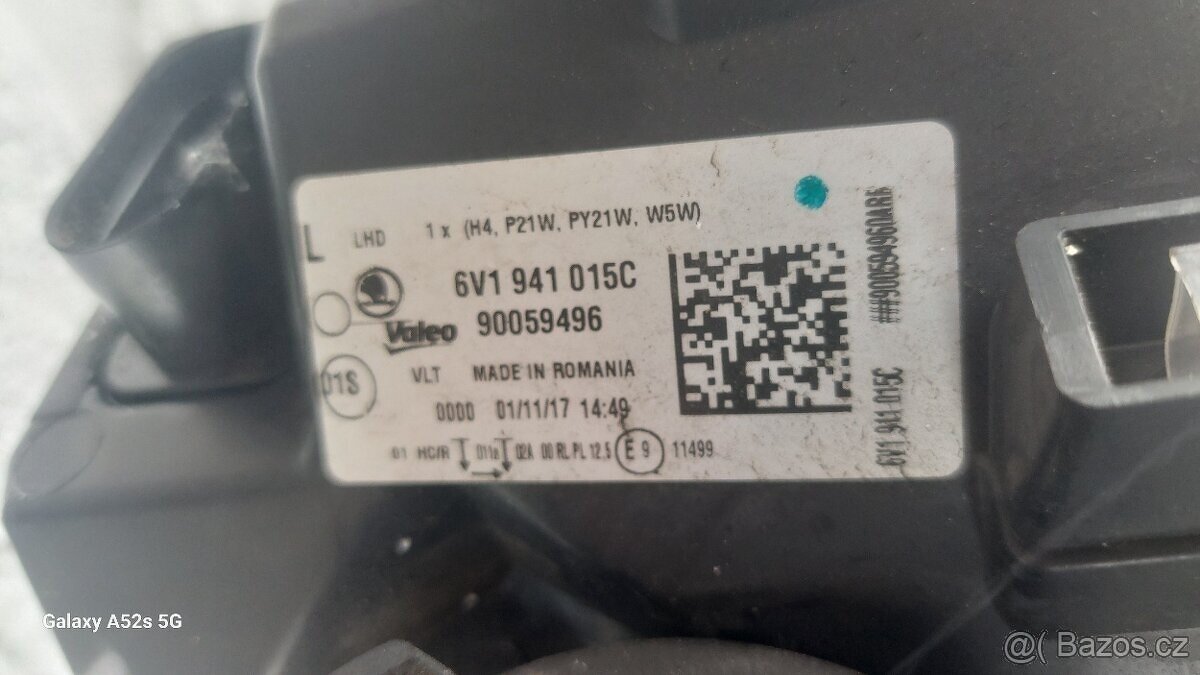 L LHD 1 x (H4, P21W, PY21W, W5W)
6V1 941 015C
Valeo 90059496
01S VLT MADE IN ROMANIA
0000 01/11/17 14:49
01 HC/R 011a 02A 00 RL PL 12.5 E 9 11499
6V1 941 015C ###90059496
Galaxy A52s 5G
@( Bazos.cz